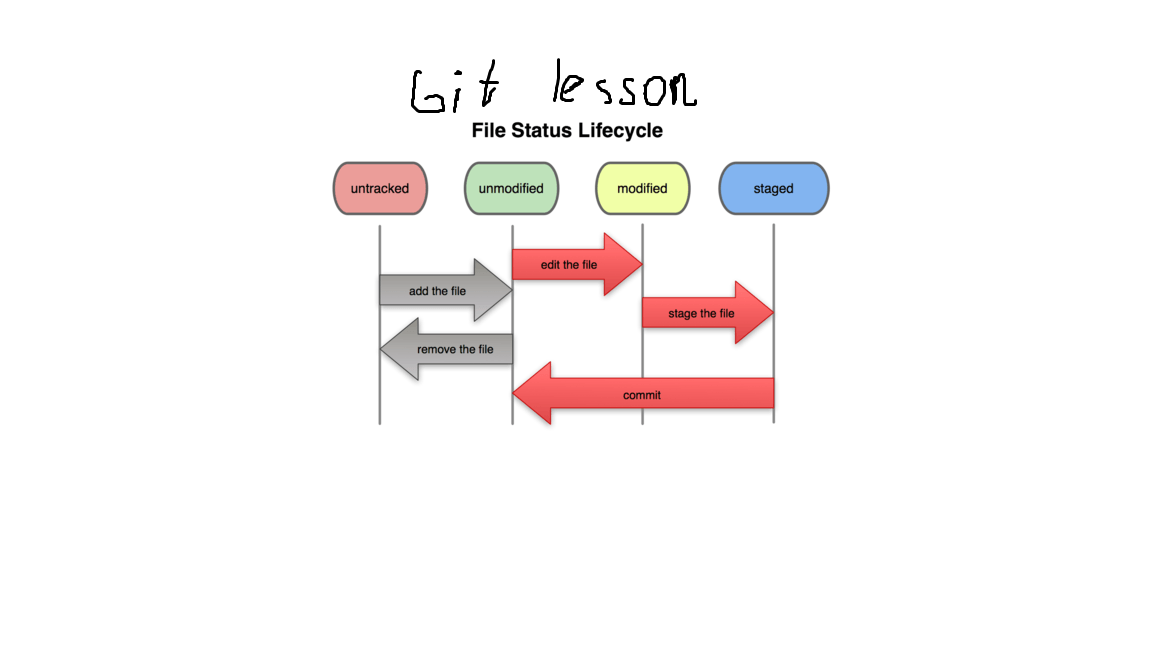 Git lesson
File Status Lifecycle
untracked unmodified modified staged
edit the file
add the file
stage the file
remove the file
commit